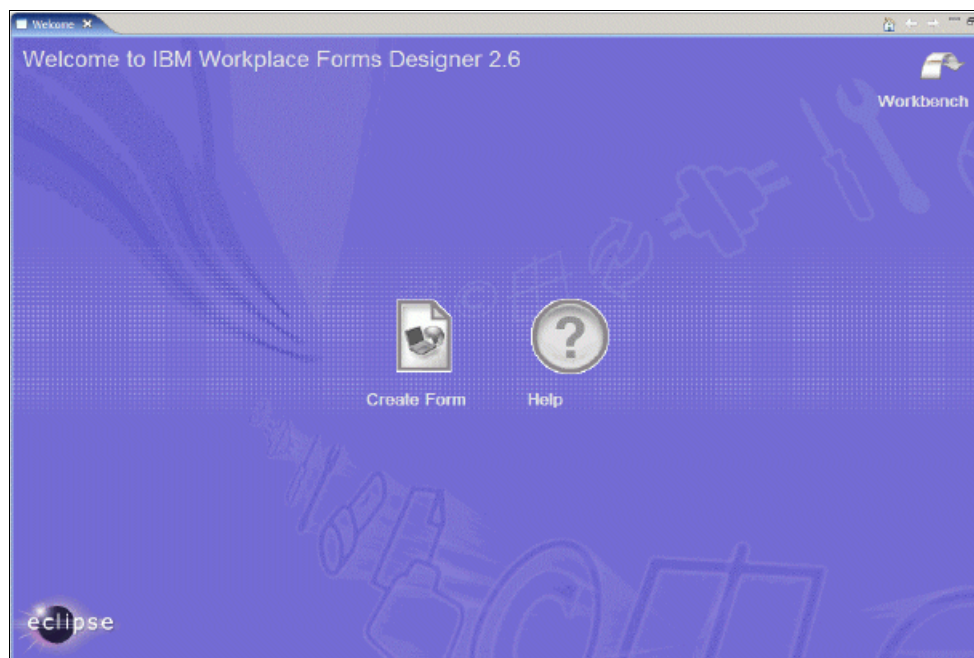 Welcome
Welcome to IBM Workplace Forms Designer 2.6
Workbench
?
Create Form
Help
eclipse